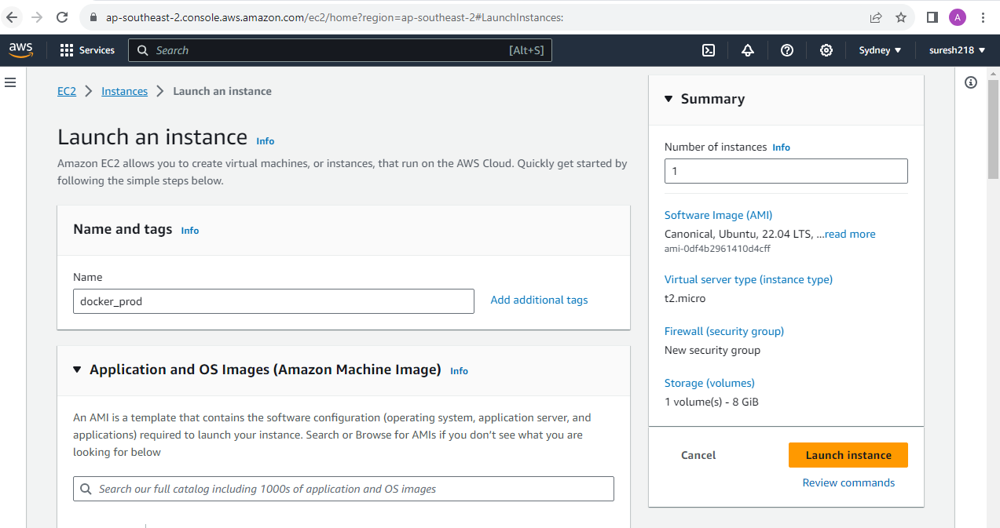 ap-southeast-2.console.aws.amazon.com/ec2/home?region=ap-southeast-2#LaunchInstances:
A
aws
Services
Search
[Alt+S]
Sydney
suresh218
EC2
Instances
Launch an instance
Launch an instance Info
Amazon EC2 allows you to create virtual machines, or instances, that run on the AWS Cloud. Quickly get started by
following the simple steps below.
Name and tags Info
Name
docker_prod
Add additional tags
Application and OS Images (Amazon Machine Image) Info
An AMI is a template that contains the software configuration (operating system, application server, and
applications) required to launch your instance. Search or Browse for AMIs if you don’t see what you are
looking for below
Search our full catalog including 1000s of application and OS images
Summary
Number of instances Info
1
Software Image (AMI)
Canonical, Ubuntu, 22.04 LTS, ...read more
ami-0df4b2961410d4cff
Virtual server type (instance type)
t2.micro
Firewall (security group)
New security group
Storage (volumes)
1 volume(s) - 8 GiB
Cancel
Launch instance
Review commands